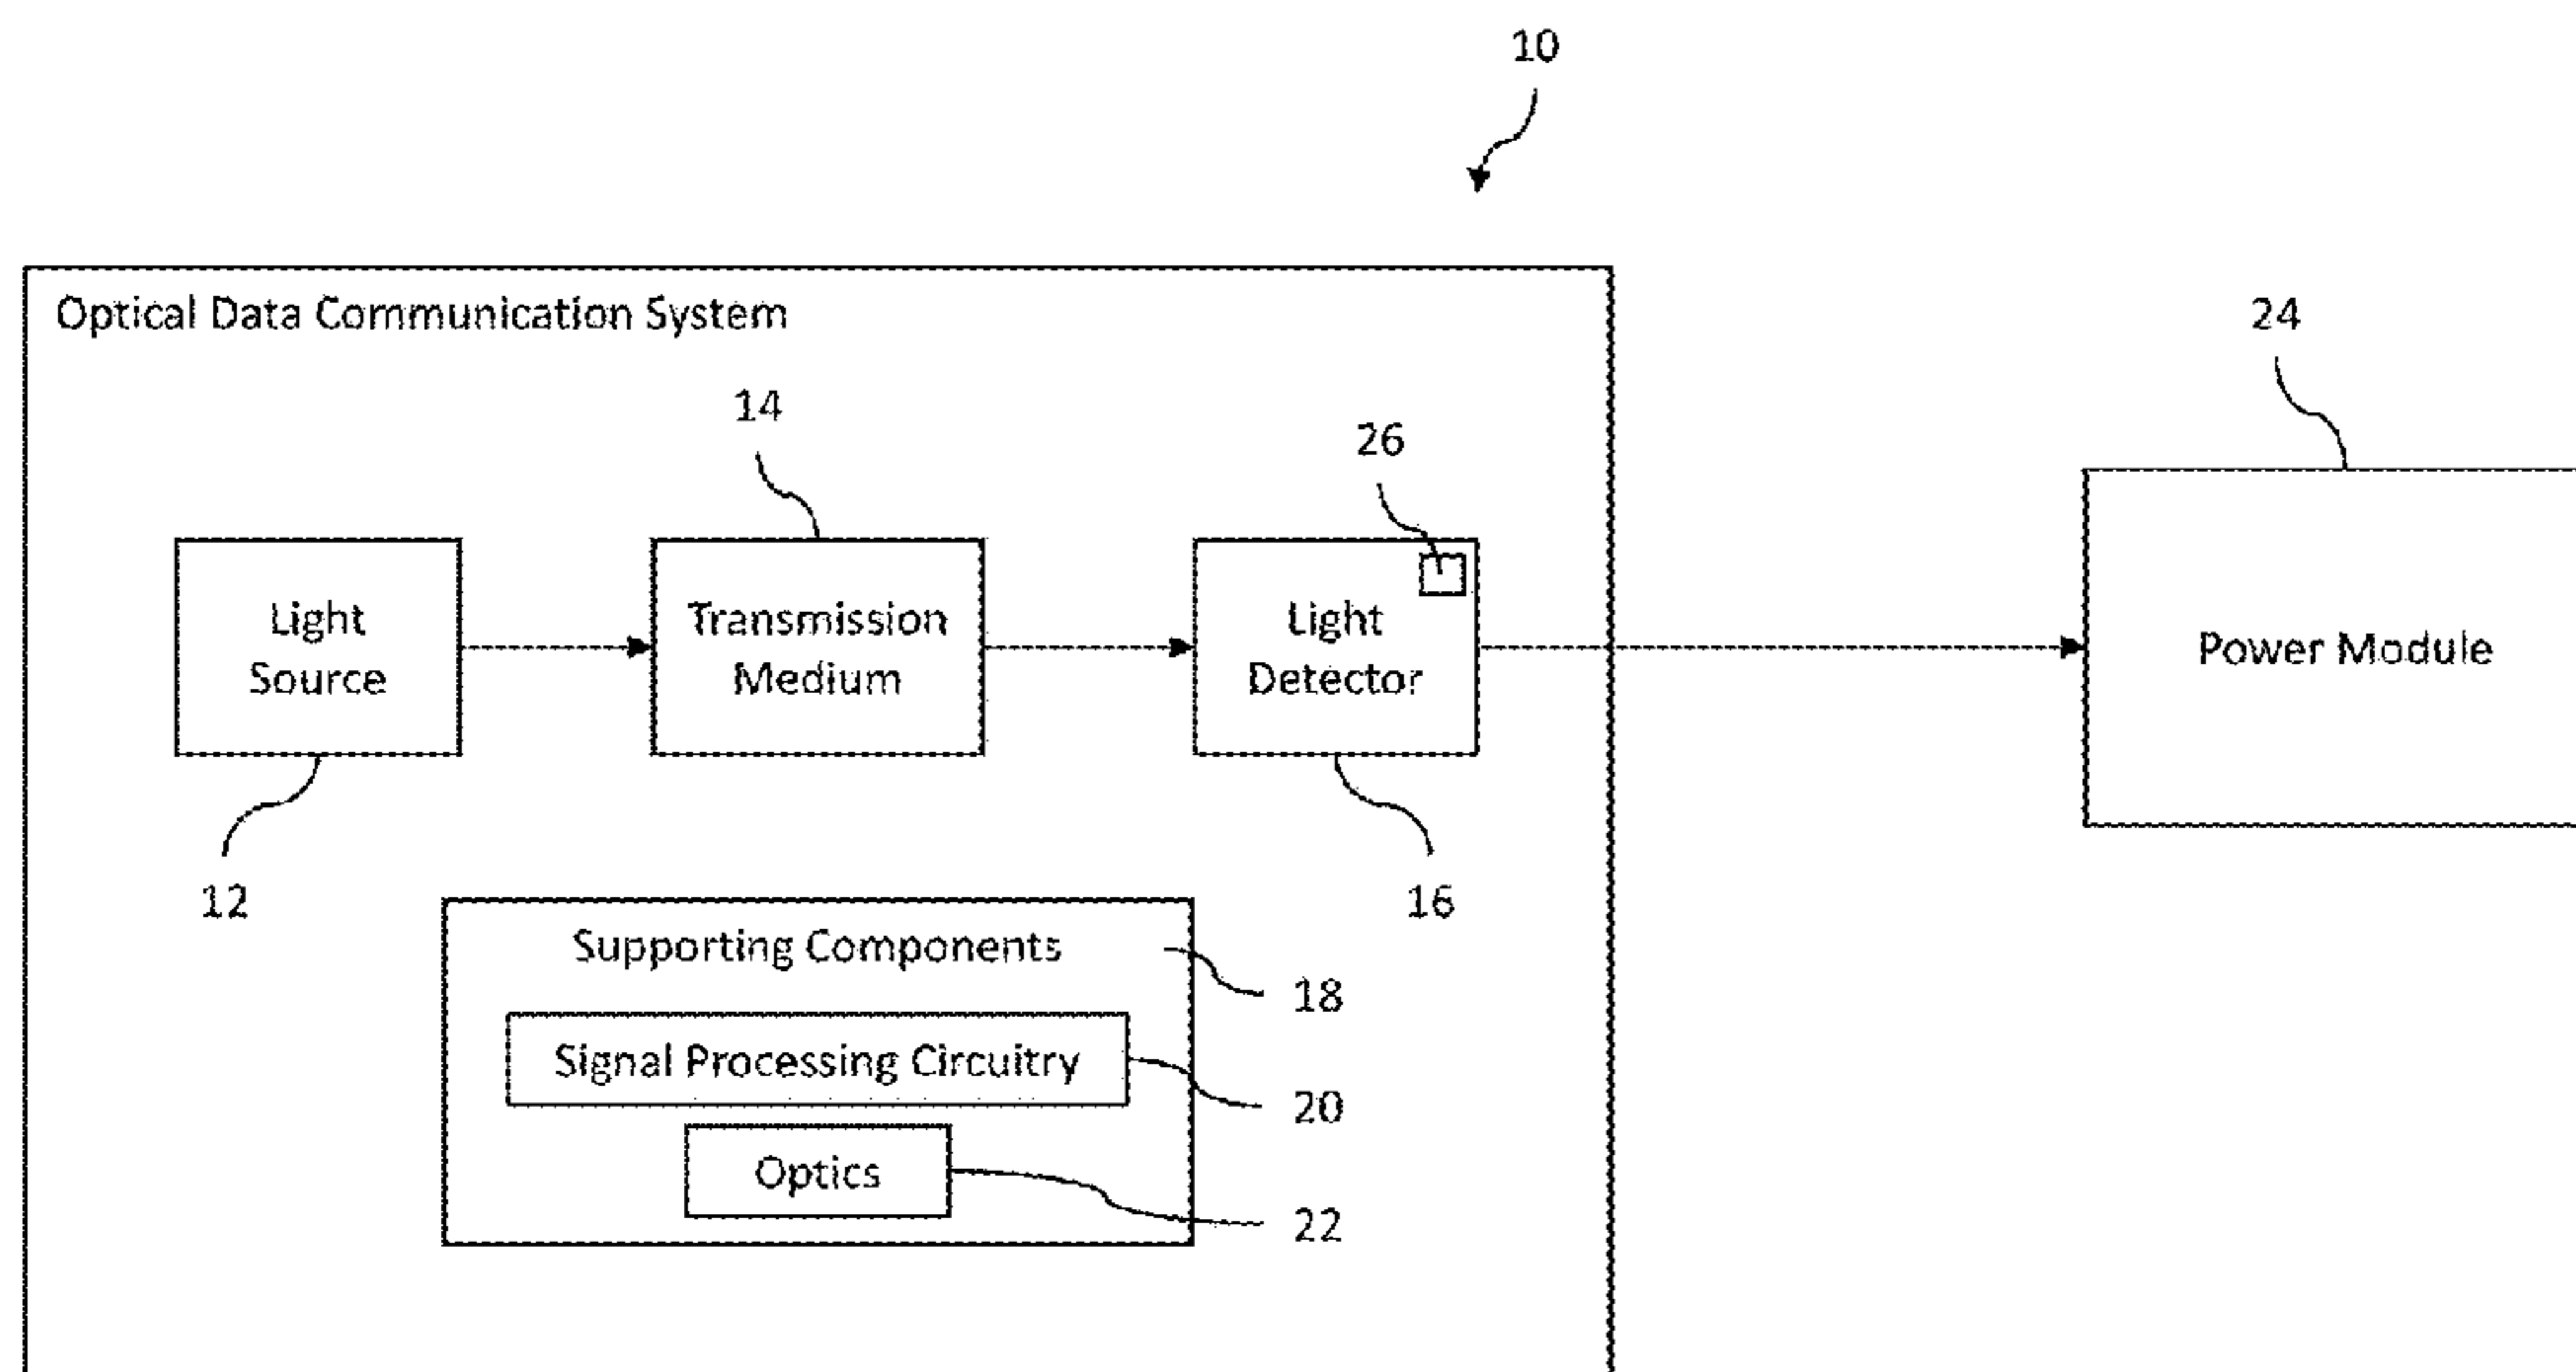 10
Optical Data Communication System
24
14
26
Light
Source
Transmission
Medium
Light
Detector
Power Module
12
16
Supporting Components
18
Signal Processing Circuitry
20
Optics
22